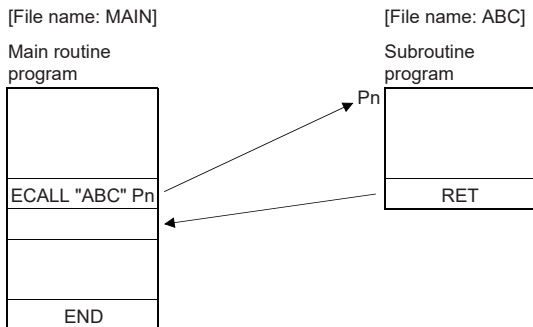 [File name: MAIN]
Main routine
program
ECALL "ABC" Pn
END
[File name: ABC]
Subroutine
program
Pn
RET